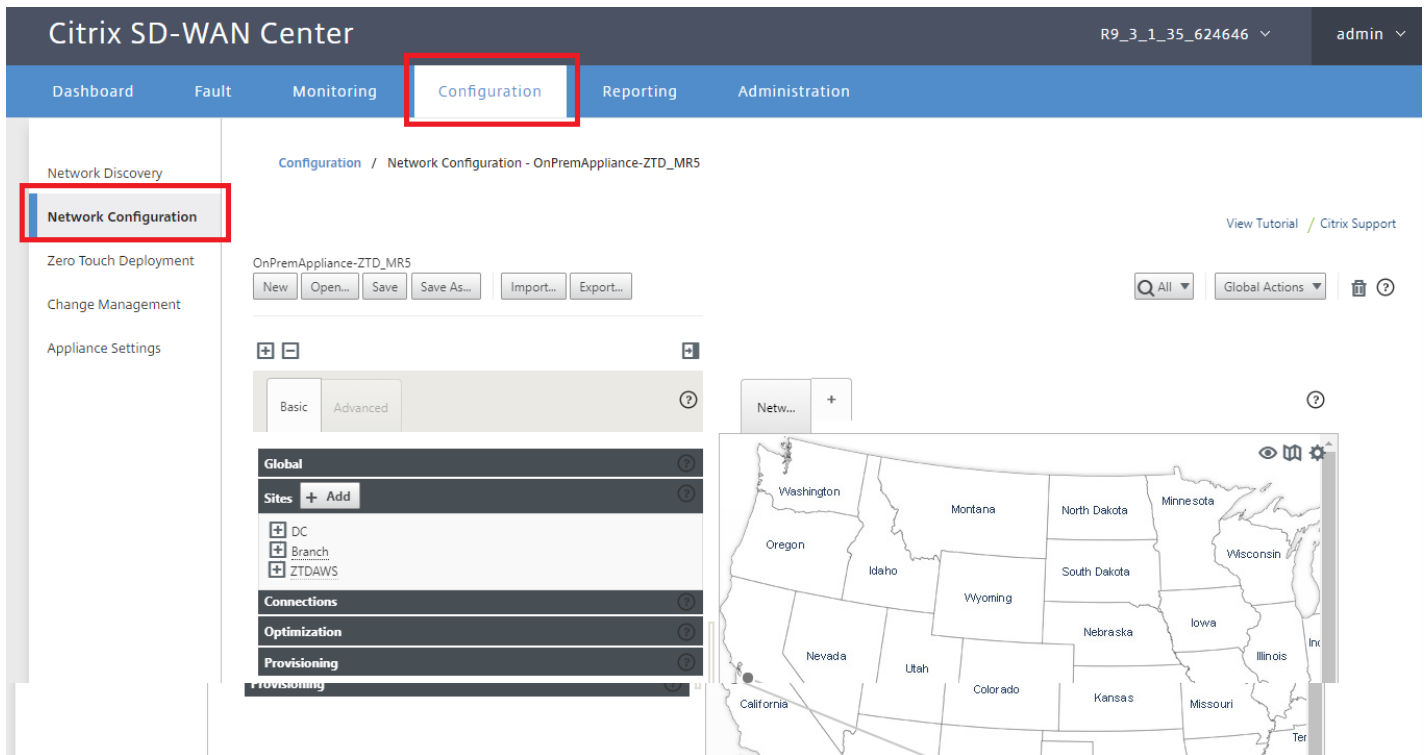 Citrix SD-WAN Center
R9_3_1_35_624646
admin
Dashboard
Fault
Monitoring
Configuration
Reporting
Administration
Network Discovery
Network Configuration
Zero Touch Deployment
Change Management
Appliance Settings
Configuration / Network Configuration - OnPremAppliance-ZTD_MR5
View Tutorial / Citrix Support
OnPremAppliance-ZTD_MR5
New
Open...
Save
Save As...
Import...
Export...
All
Global Actions
Basic
Advanced
Netw...
+
Global
Sites + Add
DC
Branch
ZTDAWS
Connections
Optimization
Provisioning
Provisioning
Washington
Montana
North Dakota
Minnesota
Oregon
Idaho
South Dakota
Wisconsin
Wyoming
Nebraska
Iowa
Illinois
Nevada
Utah
California
Colorado
Kansas
Missouri